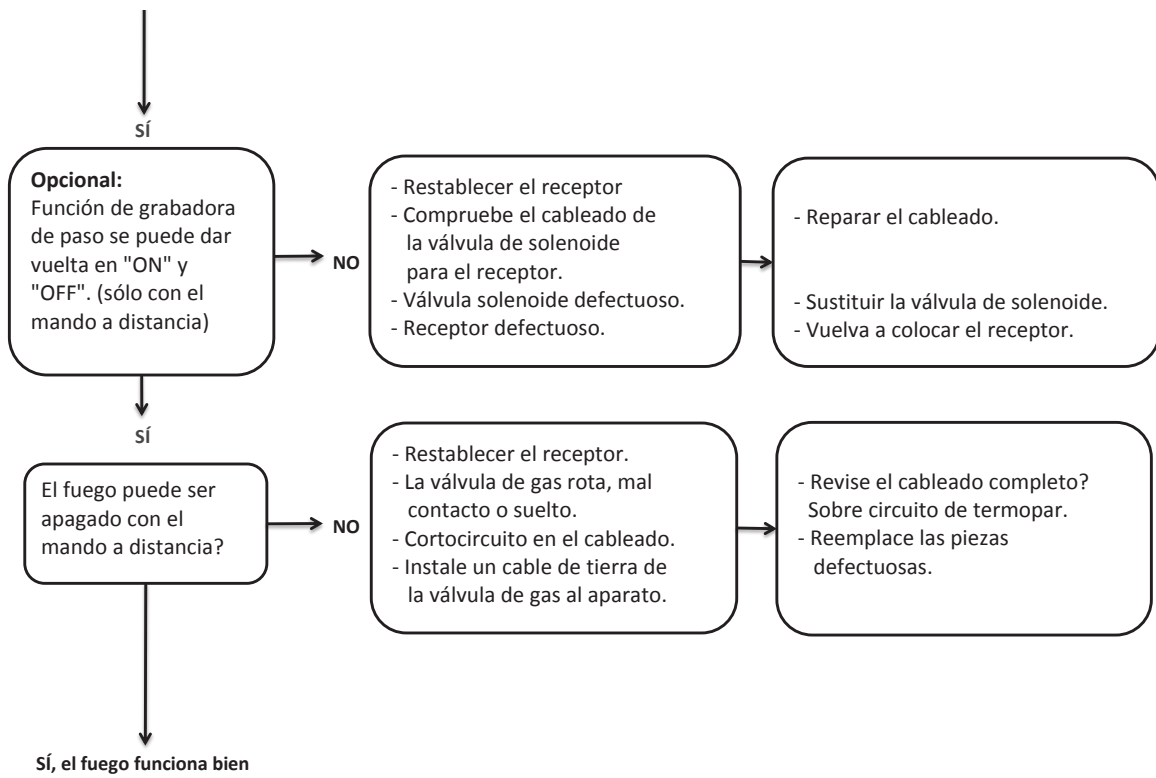 SÍ
Opcional:
Función de grabadora
de paso se puede dar
vuelta en "ON" y
"OFF". (sólo con el
mando a distancia)
NO
- Restablecer el receptor
- Compruebe el cableado de
la válvula de solenoide
para el receptor.
- Válvula solenoide defectuoso.
- Receptor defectuoso.
- Reparar el cableado.
- Sustituir la válvula de solenoide.
- Vuelva a colocar el receptor.
SÍ
El fuego puede ser
apagado con el
mando a distancia?
NO
- Restablecer el receptor.
- La válvula de gas rota, mal
contacto o suelto.
- Cortocircuito en el cableado.
- Instale un cable de tierra de
la válvula de gas al aparato.
- Revise el cableado completo?
Sobre circuito de termopar.
- Reemplace las piezas
defectuosas.
SÍ, el fuego funciona bien